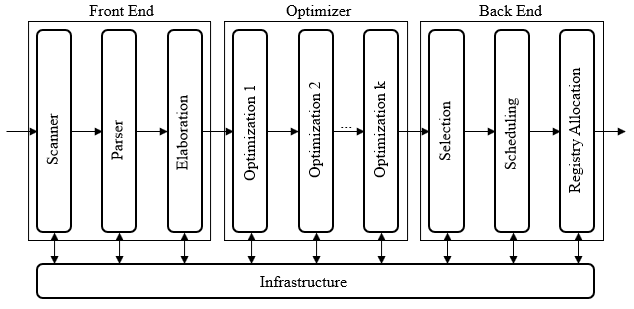 Front End
Optimizer
Back End
Scanner
Parser
Elaboration
Optimization 1
Optimization 2
...
Optimization k
Selection
Scheduling
Registry Allocation
Infrastructure